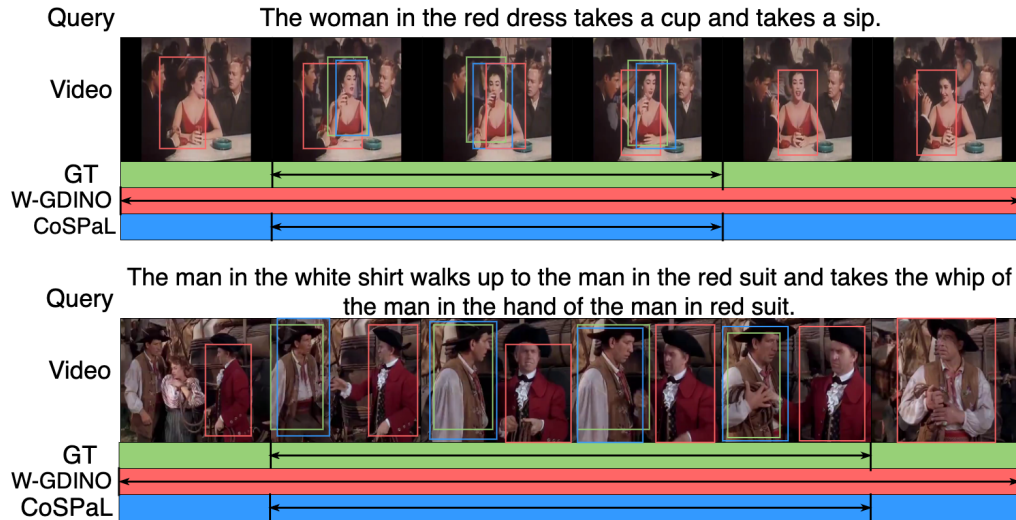 Query
The woman in the red dress takes a cup and takes a sip.
Video
GT
W-GDINO
CoSPaL
Query
The man in the white shirt walks up to the man in the red suit and takes the whip of
the man in the hand of the man in red suit.
Video
GT
W-GDINO
CoSPaL